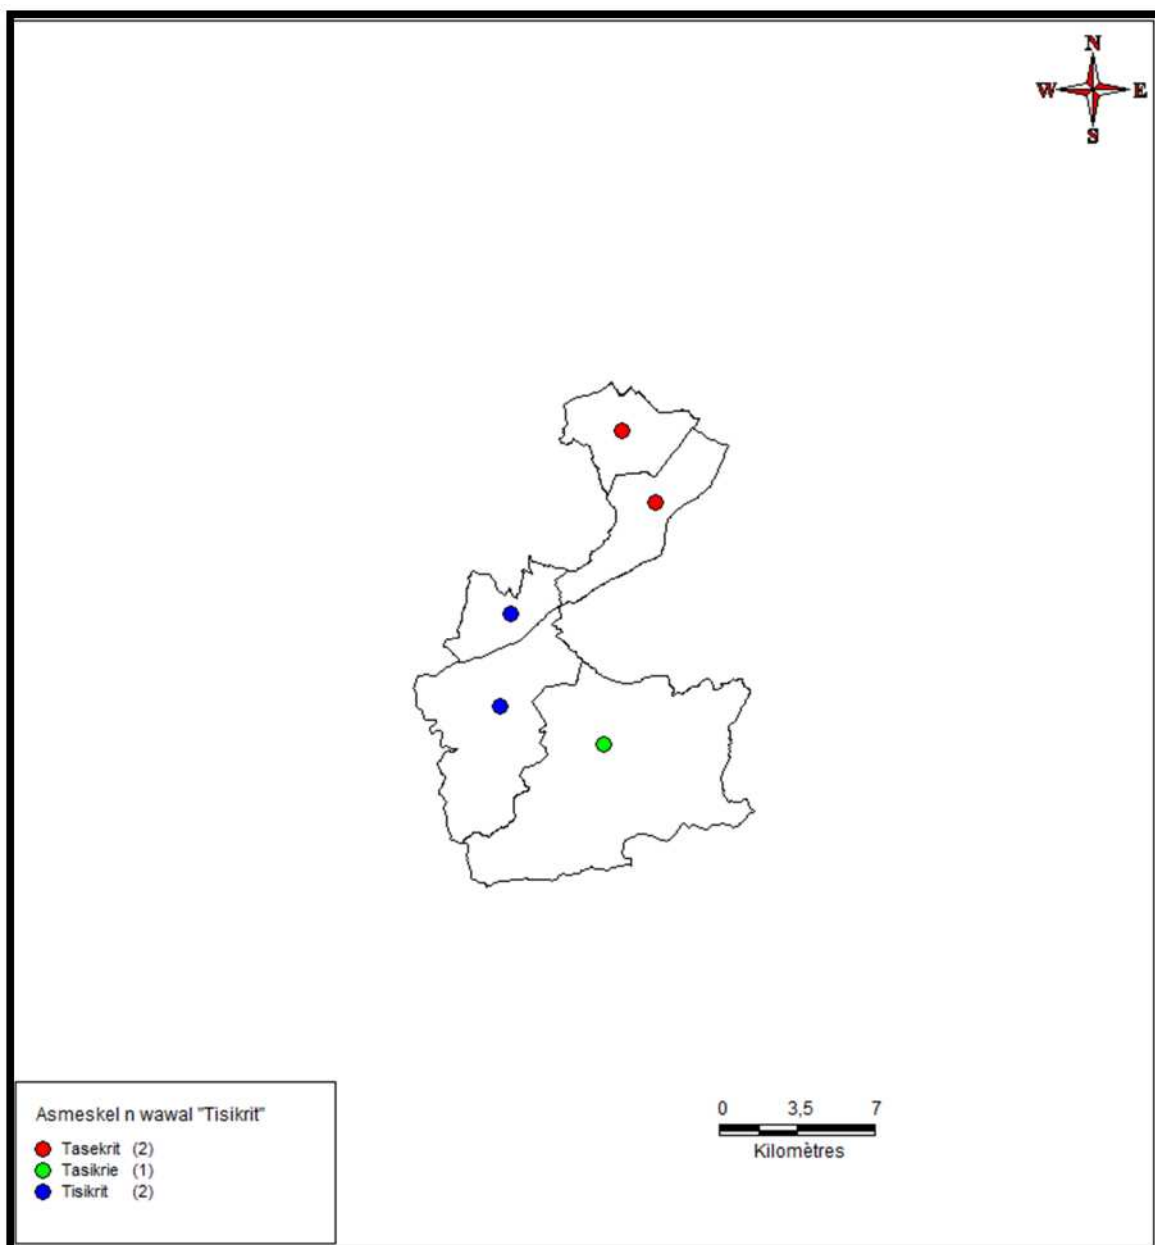 N
W E
S
Asmeskel n wawal "Tisikrit"
Tasekrit (2)
Tasikrie (1)
Tisikrit (2)
0 3,5 7
Kilomètres